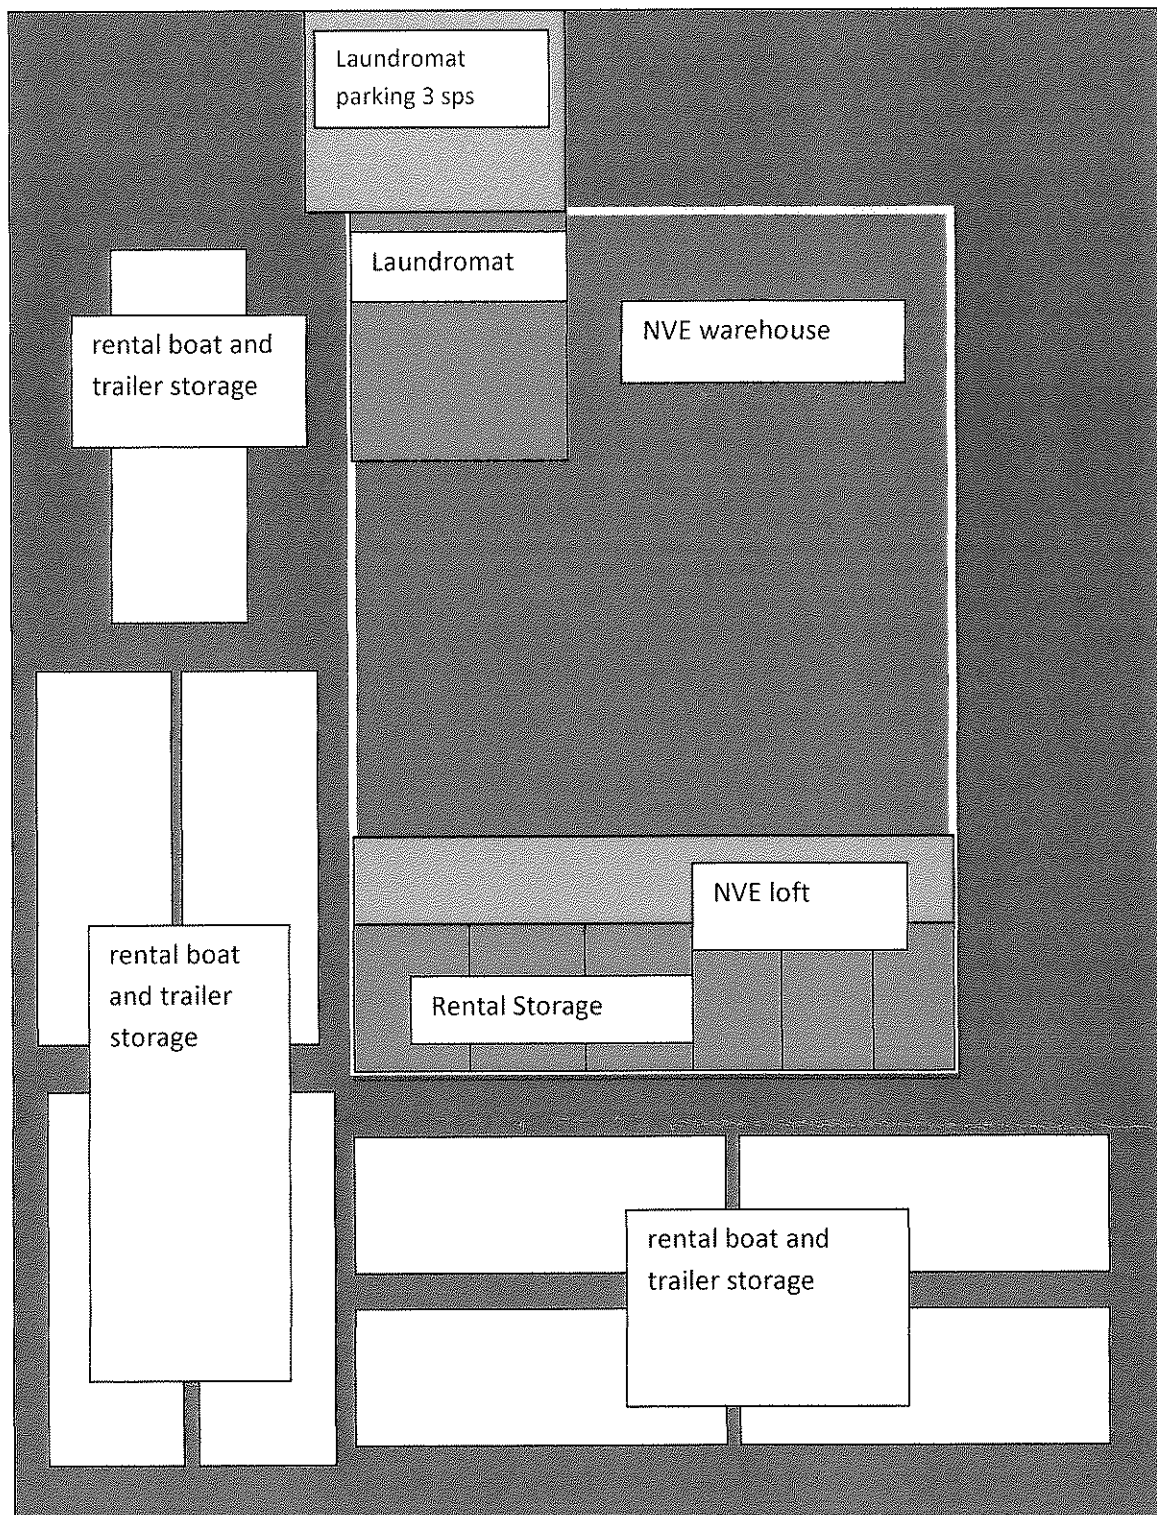 Laundromat
parking 3 sps
Laundromat
NVE warehouse
rental boat and
trailer storage
NVE loft
rental boat
and trailer
storage
Rental Storage
rental boat and
trailer storage